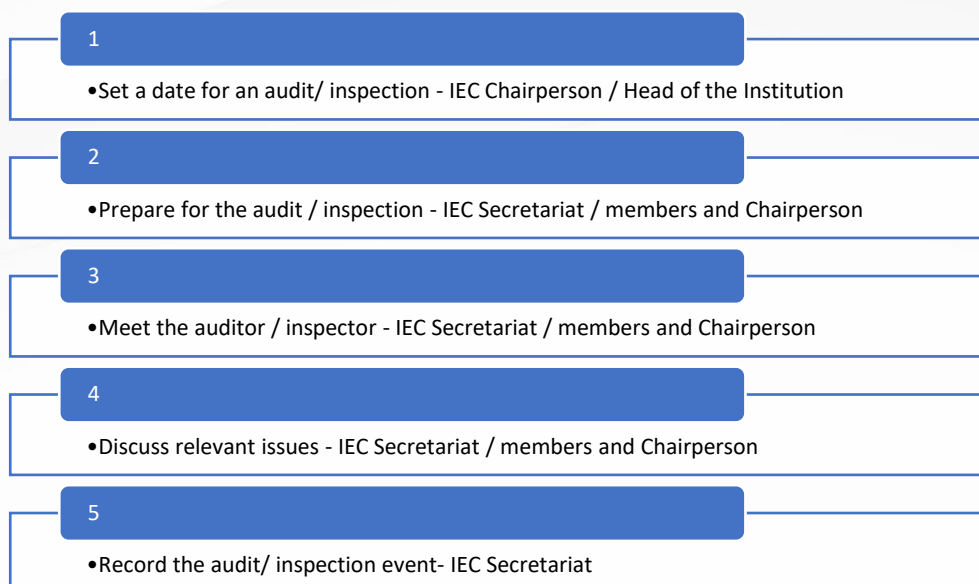 1
•Set a date for an audit/ inspection - IEC Chairperson / Head of the Institution
2
•Prepare for the audit / inspection - IEC Secretariat / members and Chairperson
3
•Meet the auditor / inspector - IEC Secretariat / members and Chairperson
4
•Discuss relevant issues - IEC Secretariat / members and Chairperson
5
•Record the audit/ inspection event- IEC Secretariat